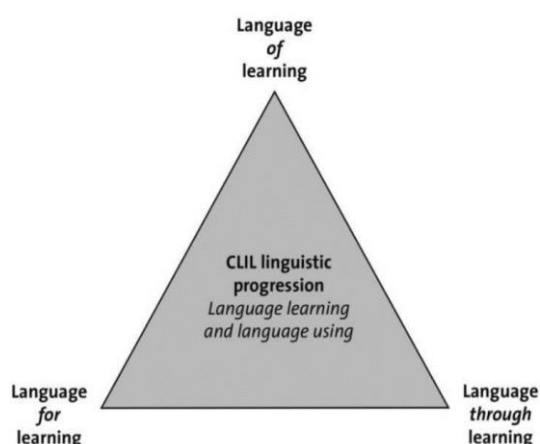 Language
of
learning
CLIL linguistic
progression
Language learning
and language using
Language
for
learning
Language
through
learning